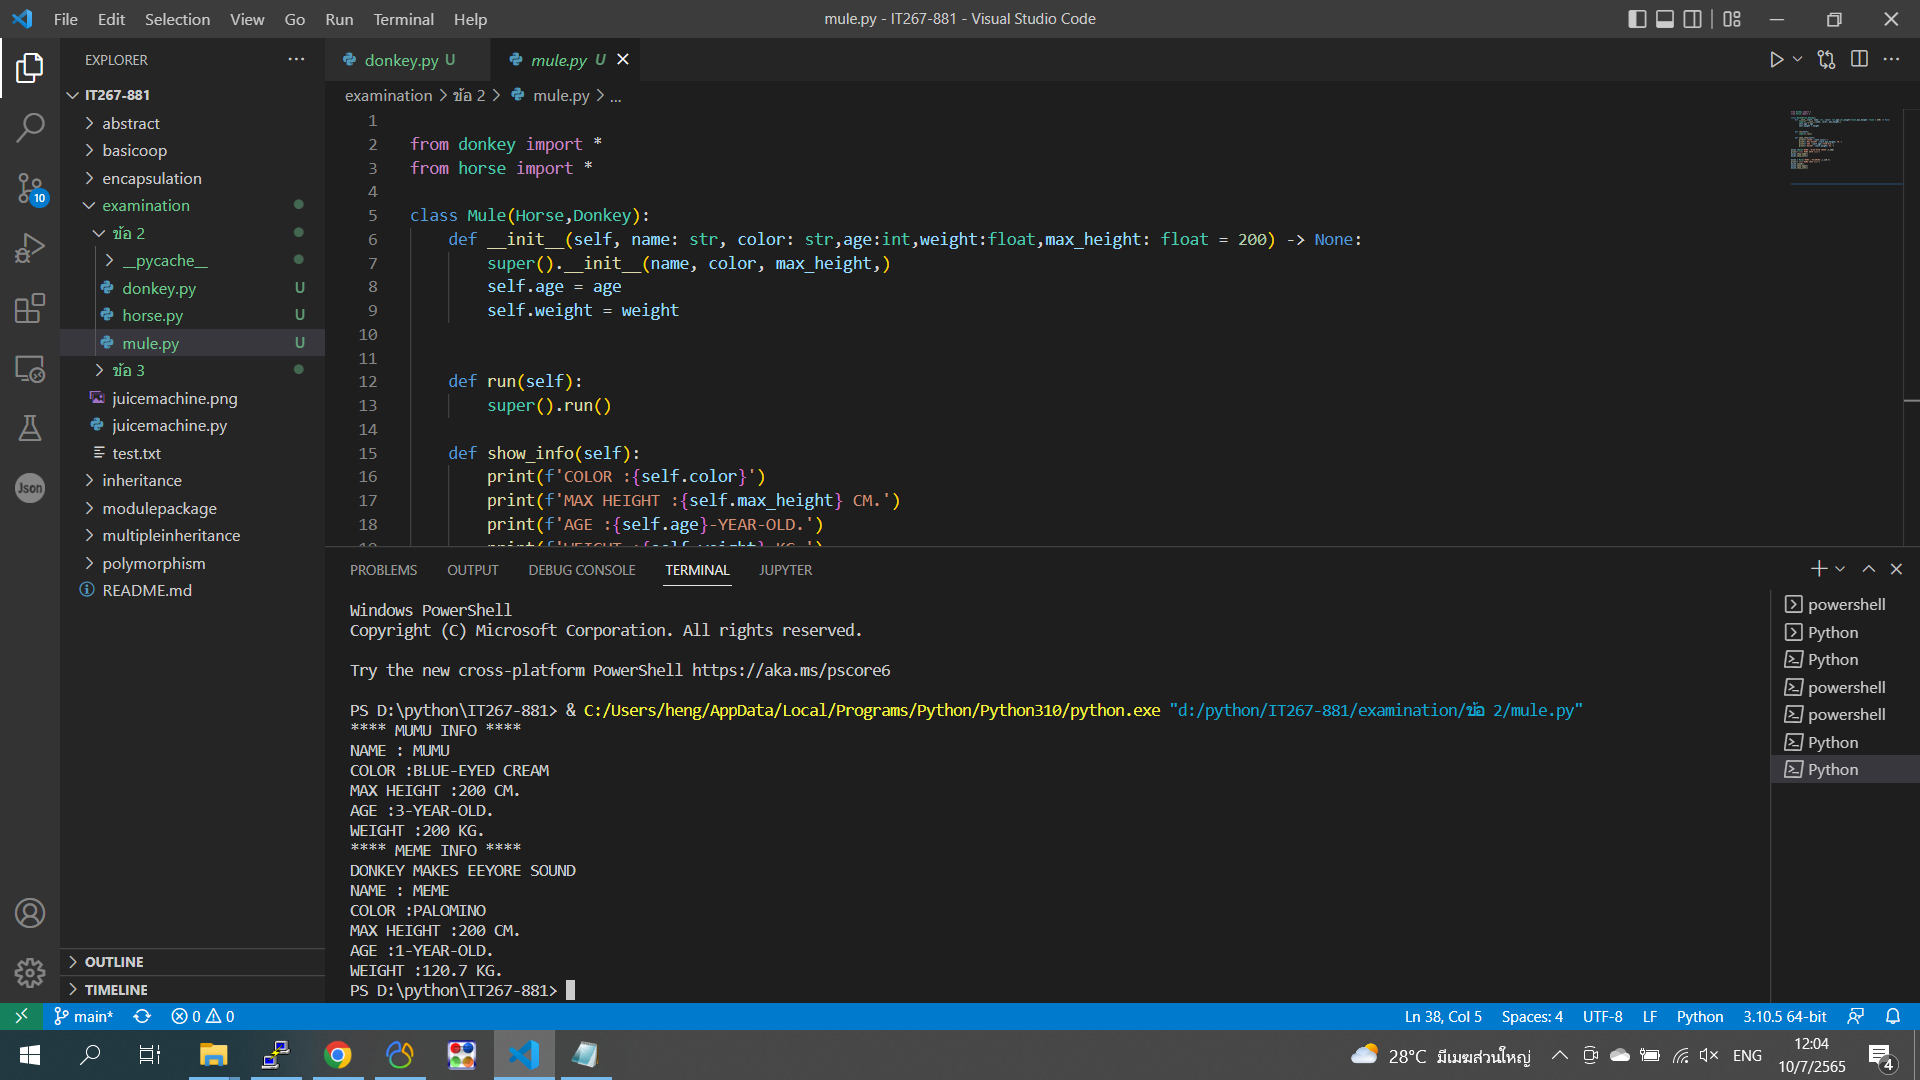 File Edit Selection View Go Run Terminal Help
mule.py - IT267-881 - Visual Studio Code
EXPLORER
IT267-881
abstract
basicoop
encapsulation
examination
ข้อ 2
__pycache__
donkey.py U
horse.py U
mule.py U
ข้อ 3
juicemachine.png
juicemachine.py
test.txt
inheritance
modulepackage
multipleinheritance
polymorphism
README.md
OUTLINE
TIMELINE
10
Json
donkey.py U
mule.py U
examination > ข้อ 2 > mule.py > ...
1
2 from donkey import *
3 from horse import *
4
5 class Mule(Horse,Donkey):
6 def __init__(self, name: str, color: str,age:int,weight:float,max_height: float = 200) -> None:
7 super().__init__(name, color, max_height,)
8 self.age = age
9 self.weight = weight
10
11
12 def run(self):
13 super().run()
14
15 def show_info(self):
16 print(f'COLOR :{self.color}')
17 print(f'MAX HEIGHT :{self.max_height} CM.')
18 print(f'AGE :{self.age}-YEAR-OLD.')
19 print(f'WEIGHT :{self.weight} KG.')
PROBLEMS OUTPUT DEBUG CONSOLE TERMINAL JUPYTER
Windows PowerShell
Copyright (C) Microsoft Corporation. All rights reserved.
Try the new cross-platform PowerShell https://aka.ms/pscore6
PS D:\python\IT267-881> & C:/Users/heng/AppData/Local/Programs/Python/Python310/python.exe "d:/python/IT267-881/examination/ข้อ 2/mule.py"
**** MUMU INFO ****
NAME : MUMU
COLOR :BLUE-EYED CREAM
MAX HEIGHT :200 CM.
AGE :3-YEAR-OLD.
WEIGHT :200 KG.
**** MEME INFO ****
DONKEY MAKES EEYORE SOUND
NAME : MEME
COLOR :PALOMINO
MAX HEIGHT :200 CM.
AGE :1-YEAR-OLD.
WEIGHT :120.7 KG.
PS D:\python\IT267-881>
powershell
Python
Python
powershell
powershell
Python
Python
main* 0 0
Ln 38, Col 5 Spaces: 4 UTF-8 LF Python 3.10.5 64-bit
28°C มีเมฆส่วนใหญ่ ENG
12:04
10/7/2565
4